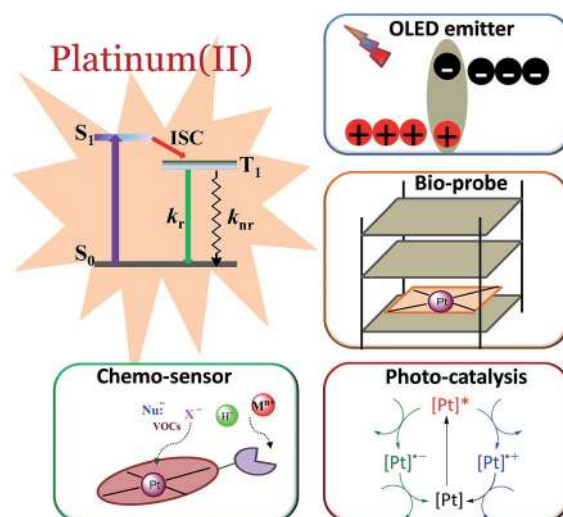 Platinum(II)
S₁
ISC
T₁
kᵣ
kₙᵣ
S₀
OLED emitter
- - - -
+ + + +
Bio-probe
Pt
Chemo-sensor
Nu:⁻ X⁻ H⁺ Mⁿ⁺
VOCs
Pt
Photo-catalysis
[Pt]*
[Pt]•⁻ [Pt]•⁺
[Pt]